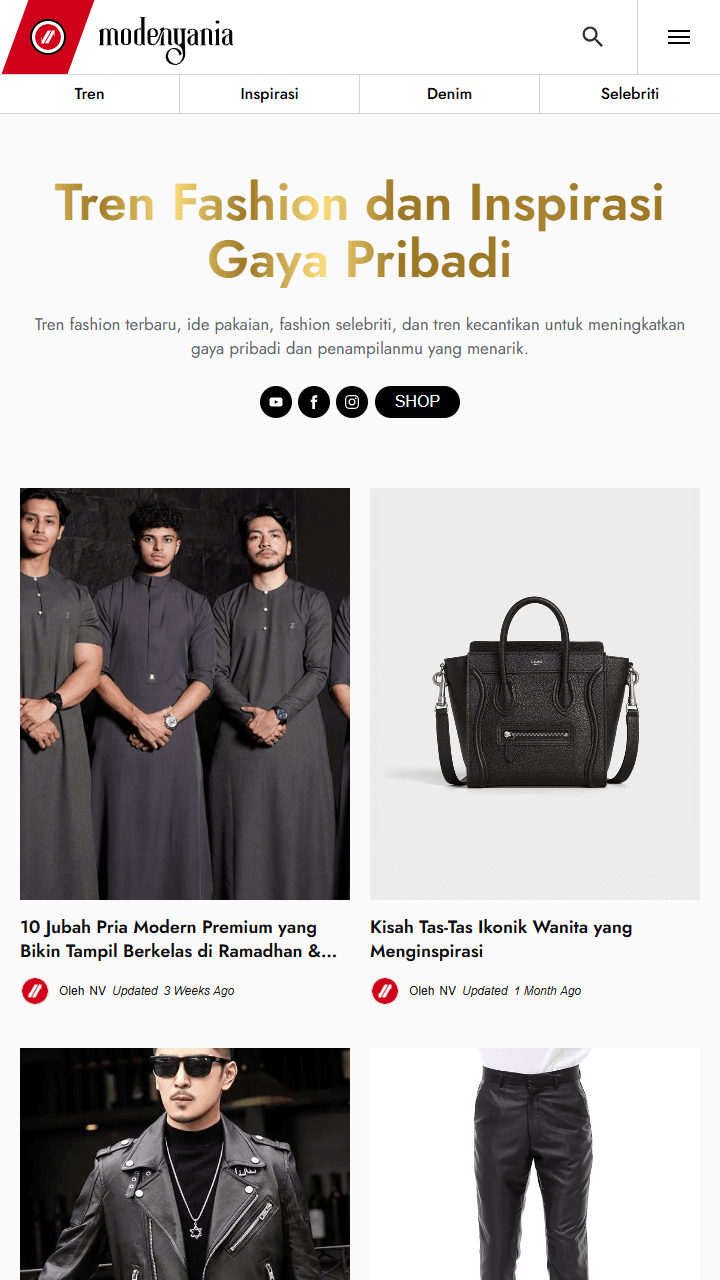 modenyania
Tren
Inspirasi
Denim
Selebriti
Tren Fashion dan Inspirasi
Gaya Pribadi
Tren fashion terbaru, ide pakaian, fashion selebriti, dan tren kecantikan untuk meningkatkan
gaya pribadi dan penampilanmu yang menarik.
SHOP
Z
Z
10 Jubah Pria Modern Premium yang
Bikin Tampil Berkelas di Ramadhan &...
Oleh NV Updated 3 Weeks Ago
Kisah Tas-Tas Ikonik Wanita yang
Menginspirasi
Oleh NV Updated 1 Month Ago